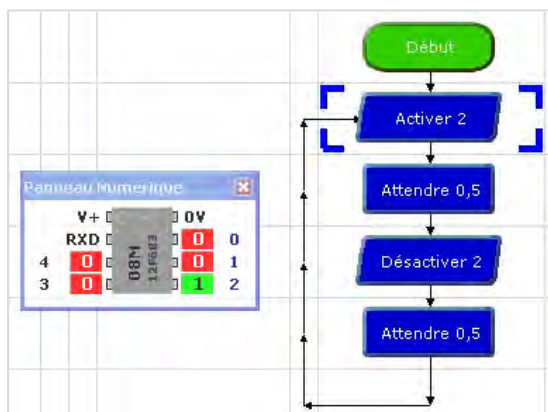 Début
Activer 2
Attendre 0,5
Désactiver 2
Attendre 0,5
Panneau Numerique
V+ 0V
RXD 0 0
4 0 0 1
3 0 1 2
08M
12F683